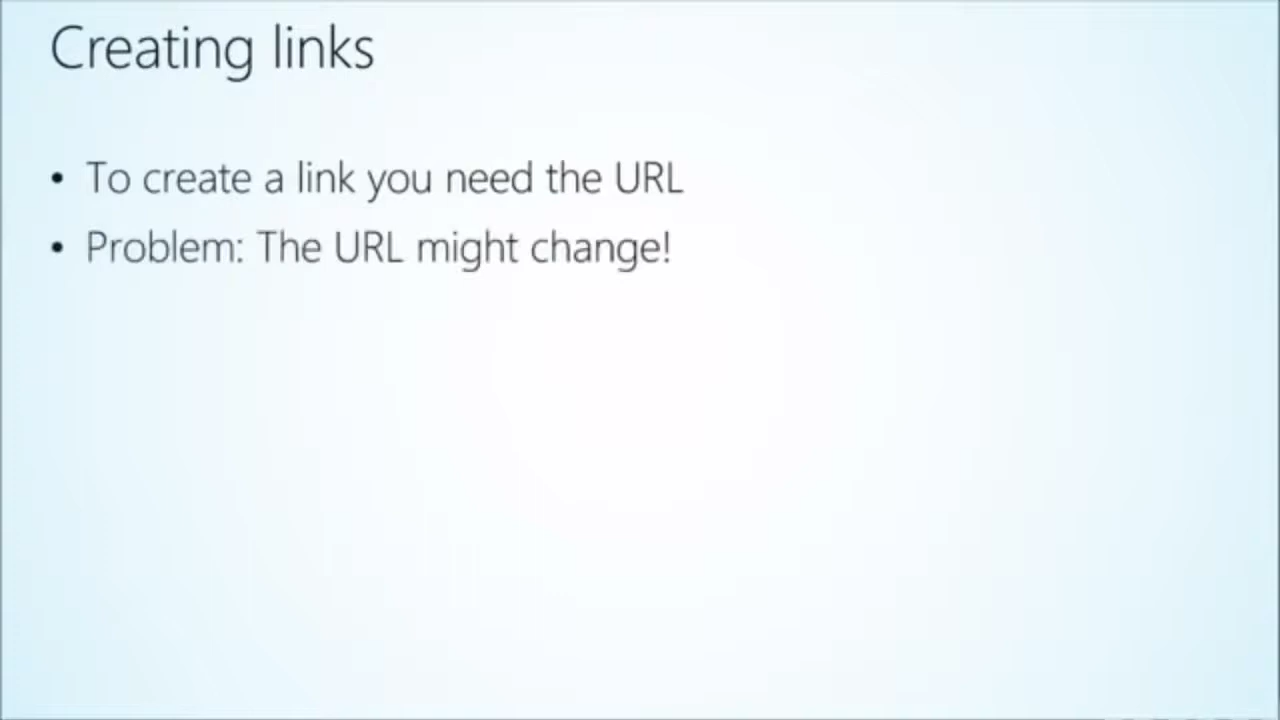 Creating links
• To create a link you need the URL
• Problem: The URL might change!